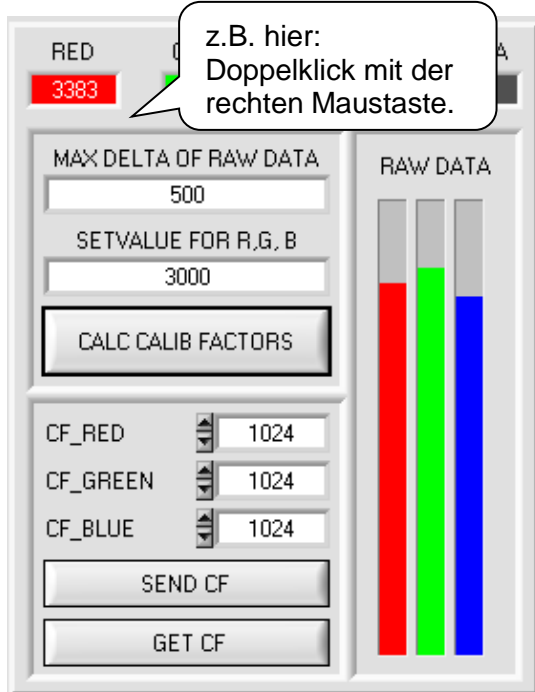 RED
z.B. hier:
Doppelklick mit der
rechten Maustaste.
3383
MAX DELTA OF RAW DATA
500
SETVALUE FOR R,G, B
3000
CALC CALIB FACTORS
CF_RED 1024
CF_GREEN 1024
CF_BLUE 1024
SEND CF
GET CF
RAW DATA